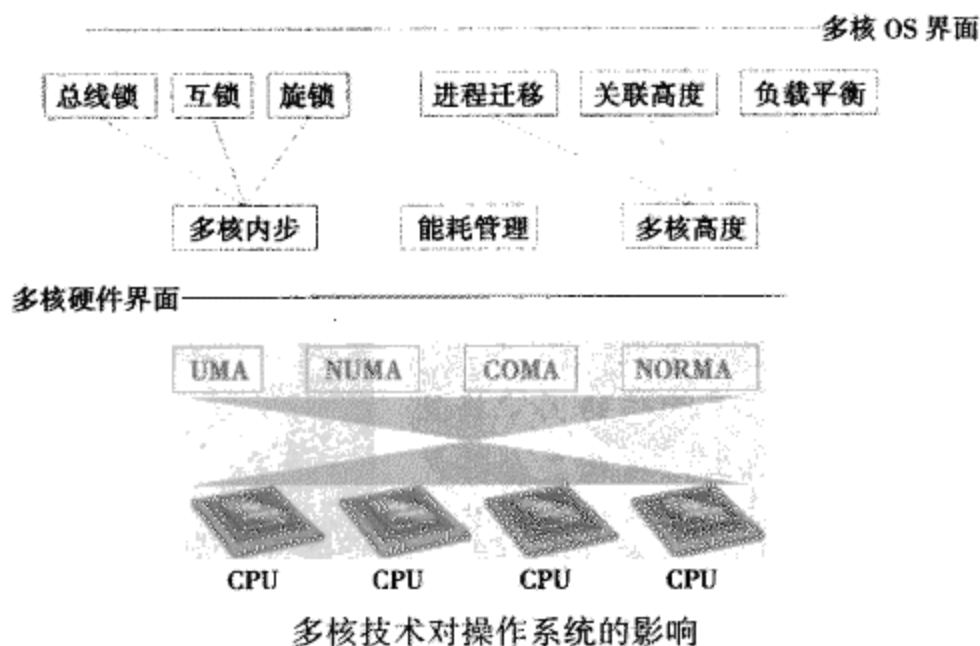 多核 OS 界面
总线锁 互锁 旋锁 进程迁移 关联高度 负载平衡
多核内步 能耗管理 多核高度
多核硬件界面
UMA NUMA COMA NORMA
CPU CPU CPU CPU
多核技术对操作系统的影响